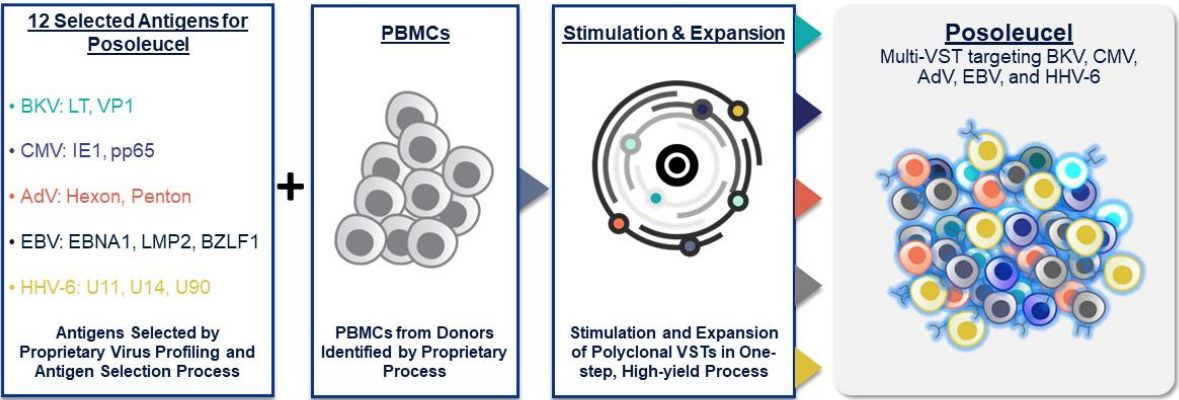 12 Selected Antigens for
Posoleucel
• BKV: LT, VP1
• CMV: IE1, pp65
• AdV: Hexon, Penton
• EBV: EBNA1, LMP2, BZLF1
• HHV-6: U11, U14, U90
Antigens Selected by
Proprietary Virus Profiling and
Antigen Selection Process
+
PBMCs
PBMCs from Donors
Identified by Proprietary
Process
Stimulation & Expansion
Stimulation and Expansion
of Polyclonal VSTs in One-
step, High-yield Process
Posoleucel
Multi-VST targeting BKV, CMV,
AdV, EBV, and HHV-6